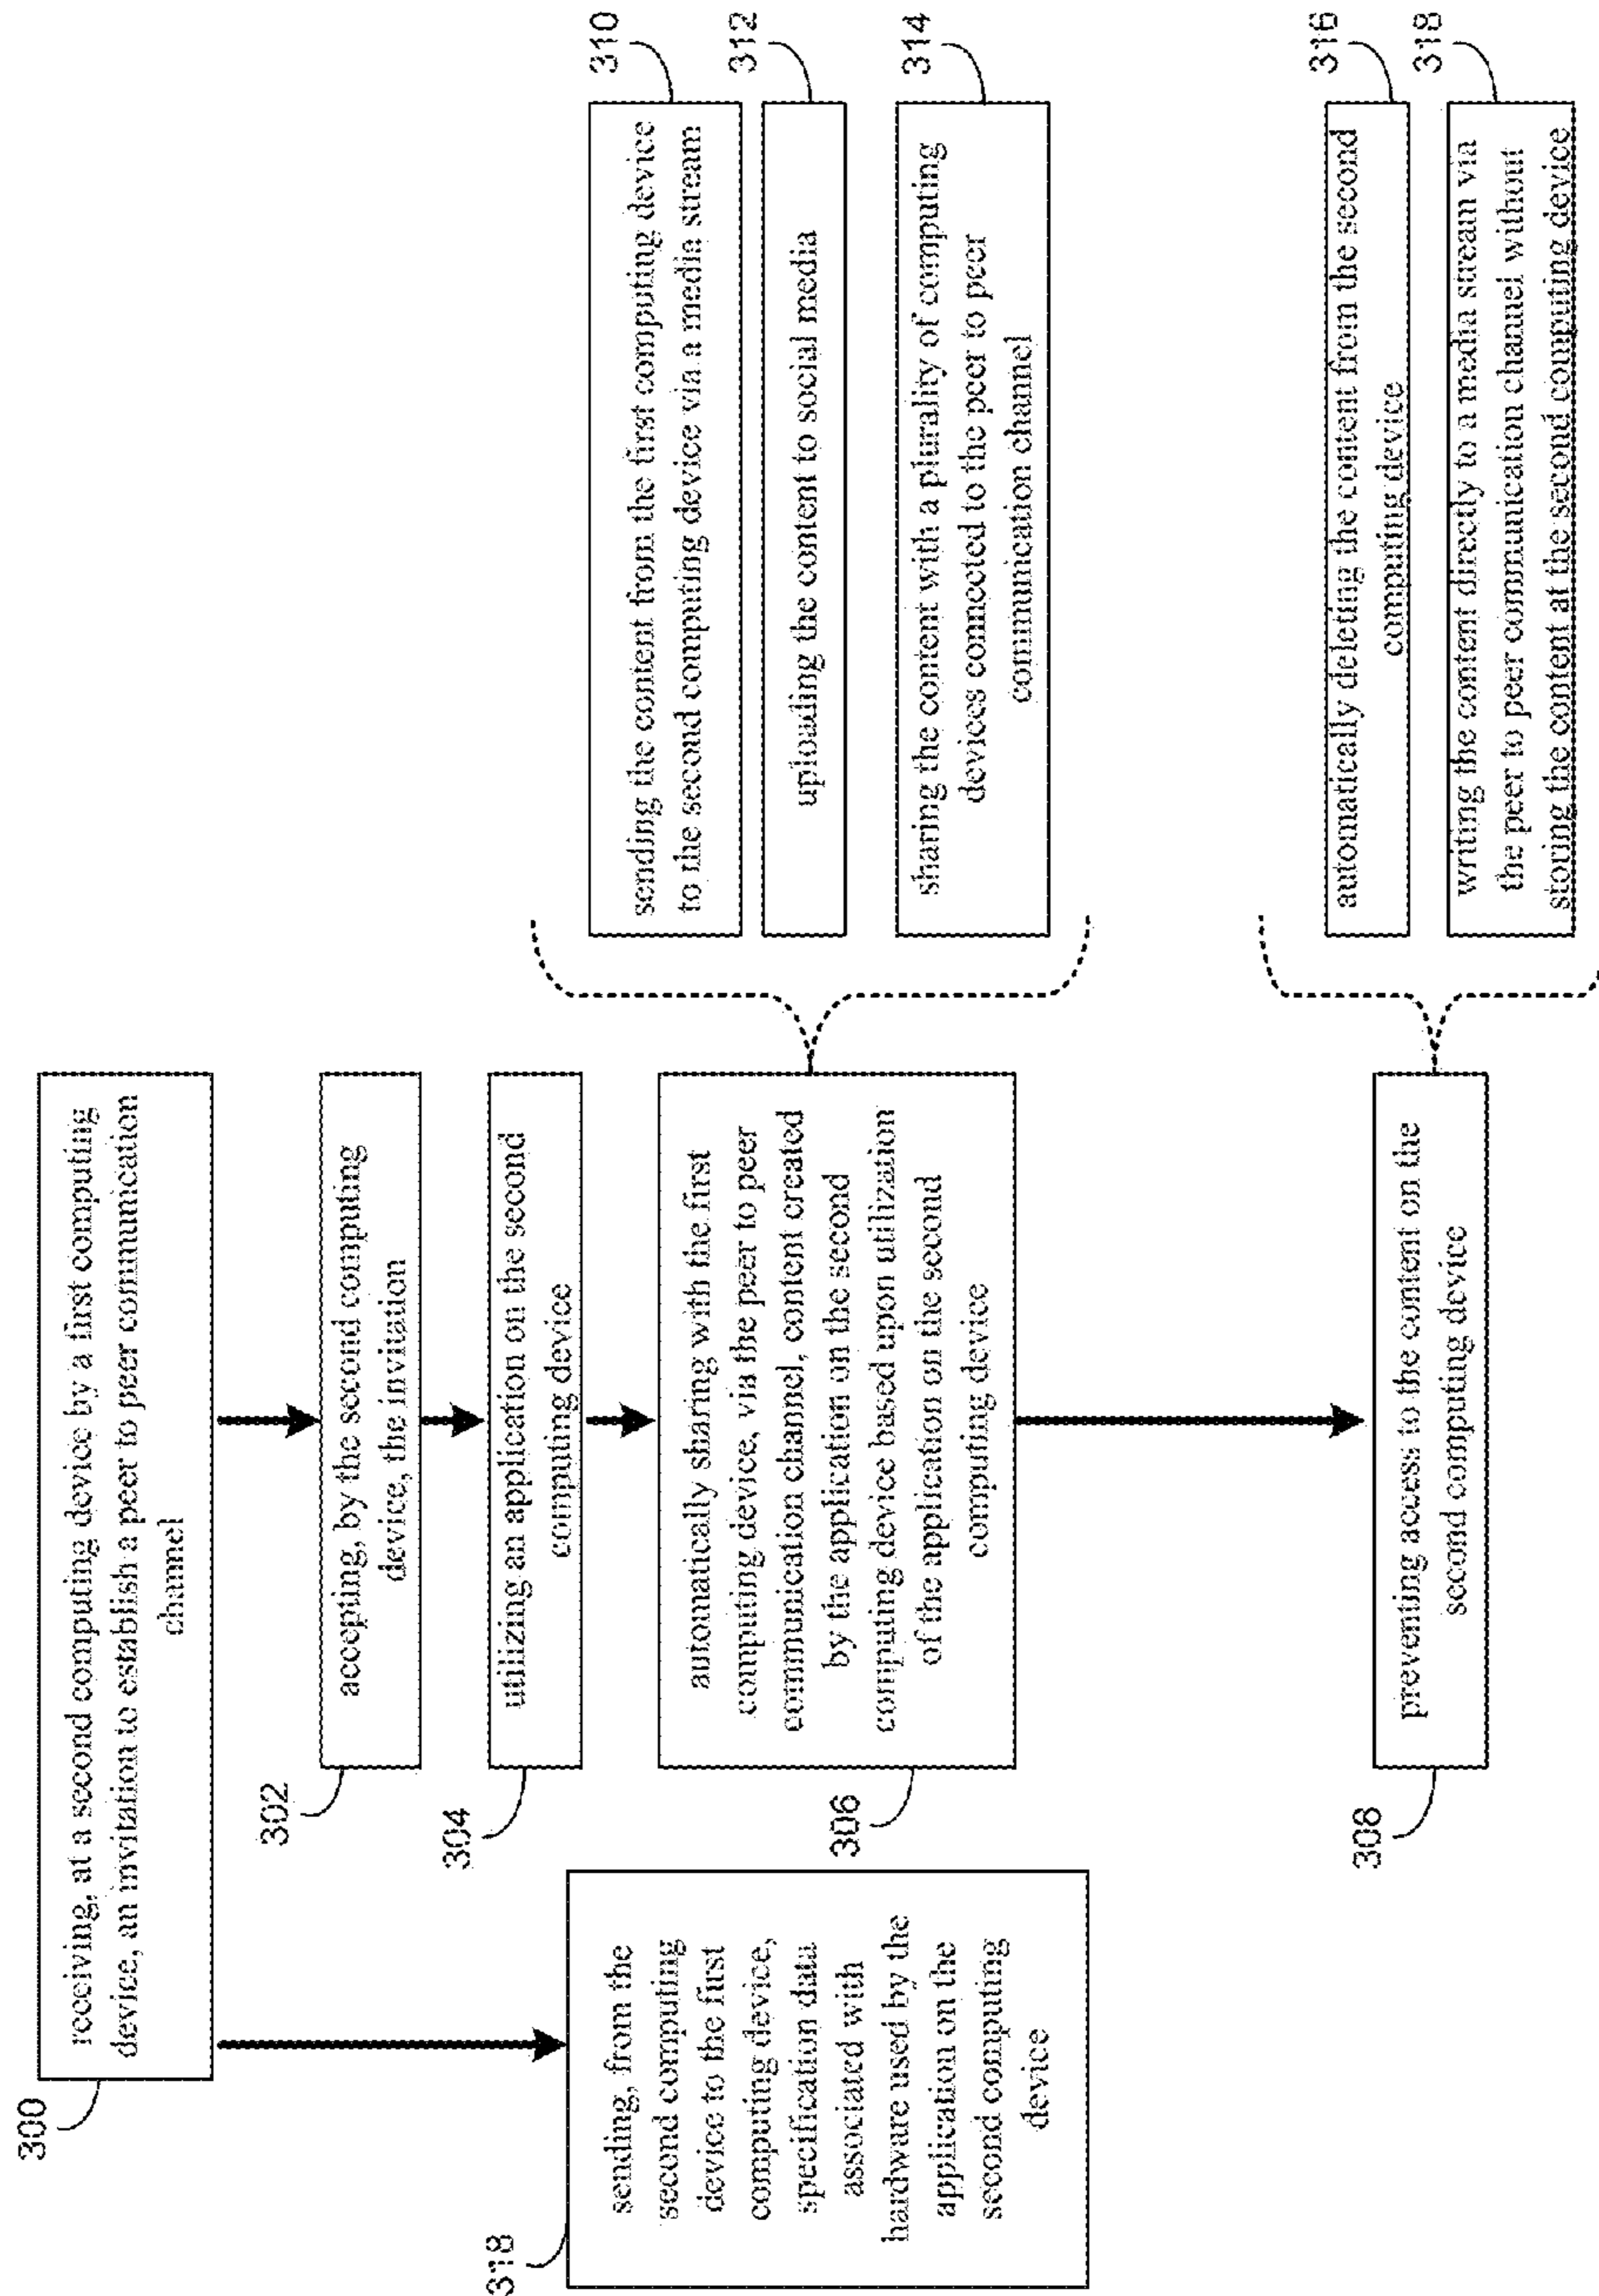 300
receiving, at a second computing device by a first computing
device, an invitation to establish a peer to peer communication
channel
302
accepting, by the second computing
device, the invitation
304
utilizing an application on the second
computing device
306
automatically sharing with the first
computing device, via the peer to peer
communication channel, content created
by the application on the second
computing device based upon utilization
of the application on the second
computing device
308
preventing access to the content on the
second computing device
318
sending, from the
second computing
device to the first
computing device,
specification data
associated with
hardware used by the
application on the
second computing
device
310
sending the content from the first computing device
to the second computing device via a media stream
312
uploading the content to social media
314
sharing the content with a plurality of computing
devices connected to the peer to peer
communication channel
316
automatically deleting the content from the second
computing device
318
writing the content directly to a media stream via
the peer to peer communication channel without
storing the content at the second computing device